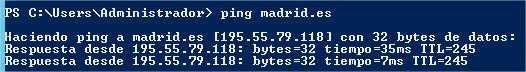 PS C:\Users\Administrador> ping madrid.es
Haciendo ping a madrid.es [195.55.79.118] con 32 bytes de datos:
Respuesta desde 195.55.79.118: bytes=32 tiempo=35ms TTL=245
Respuesta desde 195.55.79.118: bytes=32 tiempo=7ms TTL=245